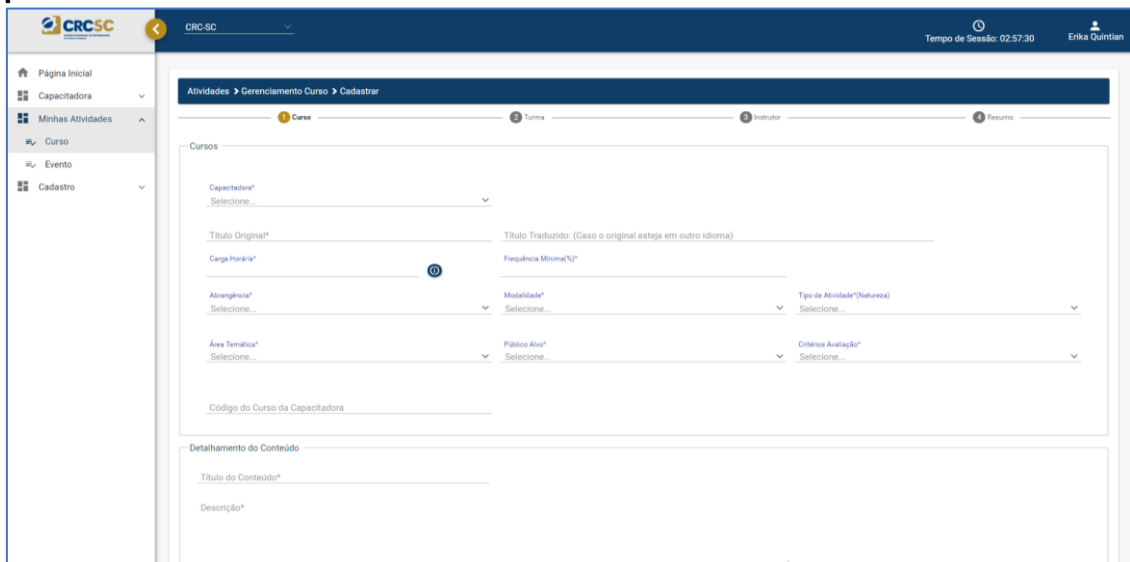 CRCSC
CRC-SC
Tempo de Sessão: 02:57:30
Erika Quintian
Página Inicial
Capacitadora
Minhas Atividades
Curso
Evento
Cadastro
Atividades > Gerenciamento Curso > Cadastrar
1 Curso
2 Turma
3 Instrutor
4 Resumo
Cursos
Capacitadora*
Selecione...
Título Original*
Título Traduzido: (Caso o original esteja em outro idioma)
Carga Horária*
Frequência Mínima(%)*
Abrangência*
Selecione...
Modalidade*
Selecione...
Tipo de Atividade*(Natureza)
Selecione...
Área Temática*
Selecione...
Público Alvo*
Selecione...
Critérios Avaliação*
Selecione...
Código do Curso da Capacitadora
Detalhamento do Conteúdo
Título do Conteúdo*
Descrição*